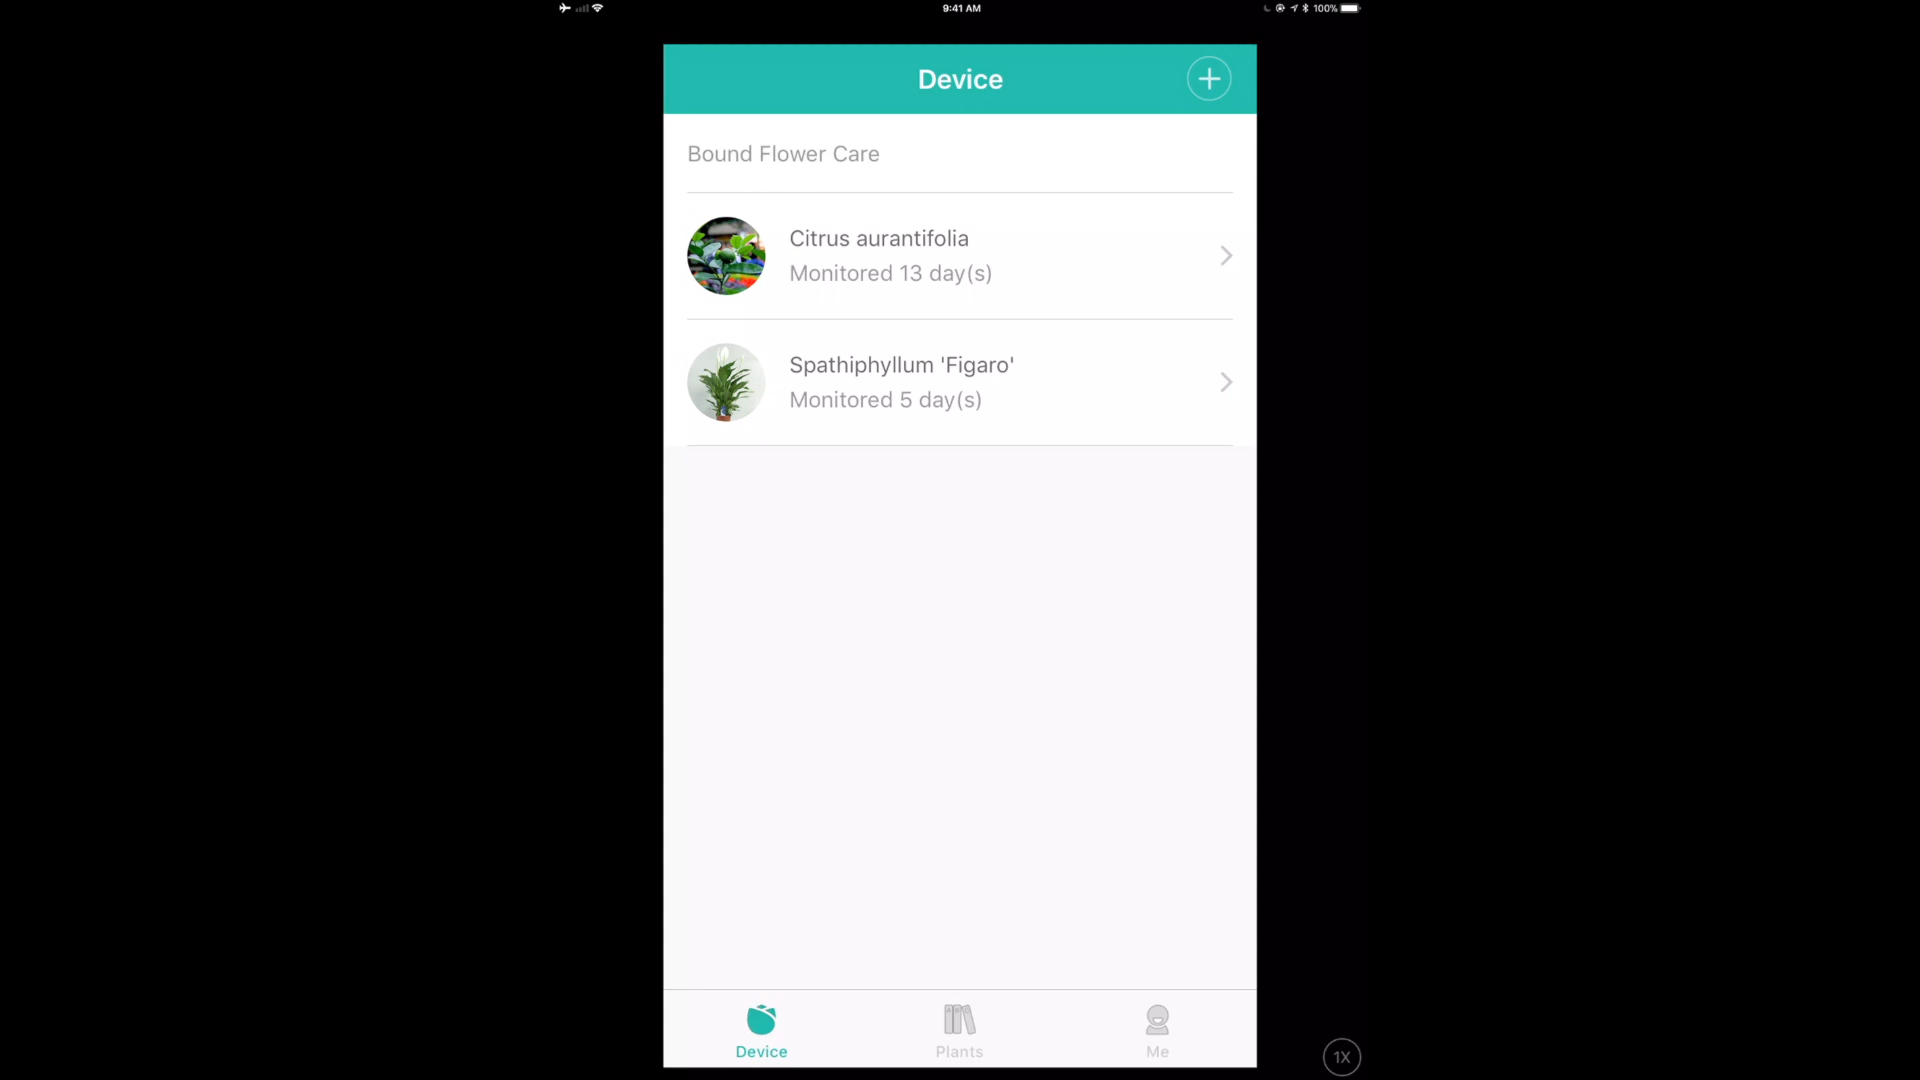 9:41 AM
100%
Device
Bound Flower Care
Citrus aurantifolia
Monitored 13 day(s)
Spathiphyllum 'Figaro'
Monitored 5 day(s)
Device
Plants
Me
1X